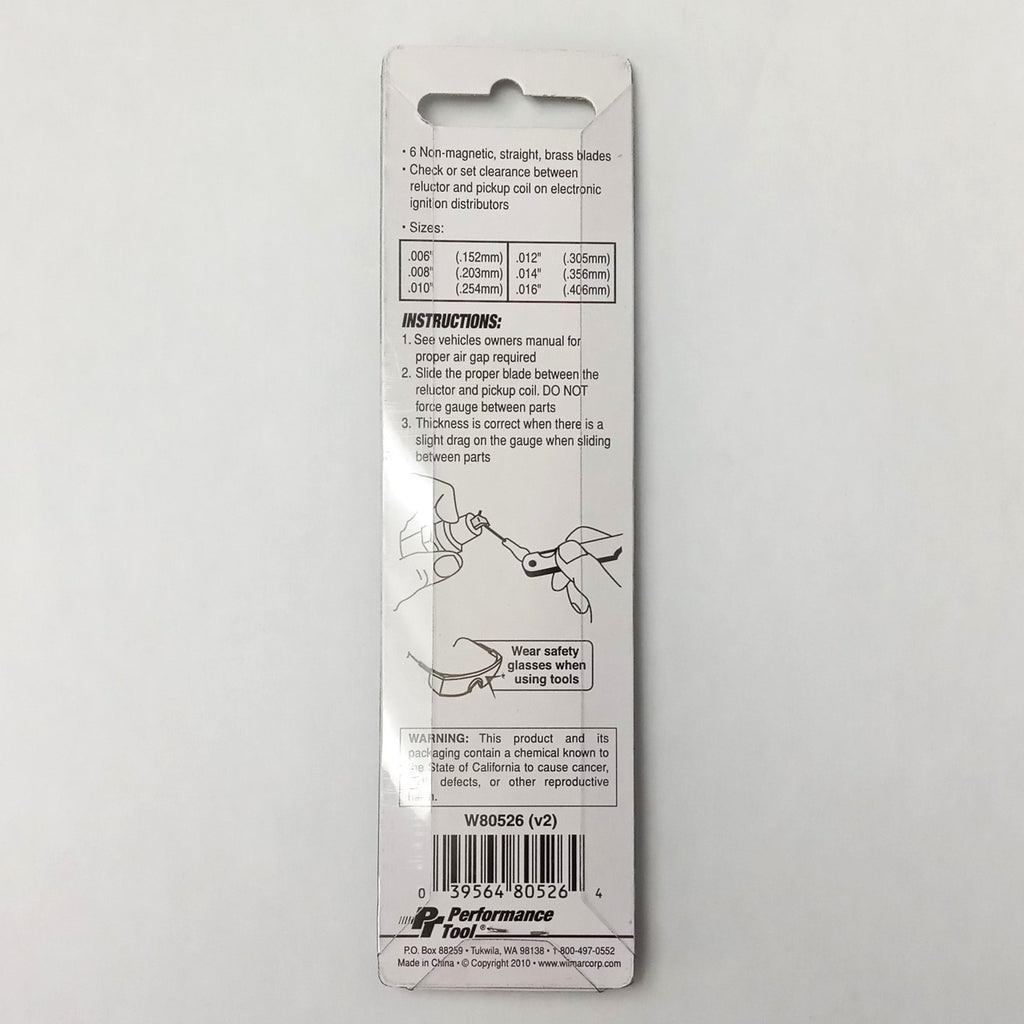 • 6 Non-magnetic, straight, brass blades
• Check or set clearance between
reluctor and pickup coil on electronic
ignition distributors
• Sizes:
.006" (.152mm) .012" (.305mm)
.008" (.203mm) .014" (.356mm)
.010" (.254mm) .016" (.406mm)
INSTRUCTIONS:
1. See vehicles owners manual for
proper air gap required
2. Slide the proper blade between the
reluctor and pickup coil. DO NOT
force gauge between parts
3. Thickness is correct when there is a
slight drag on the gauge when sliding
between parts
Wear safety
glasses when
using tools
WARNING: This product and its
packaging contain a chemical known to
the State of California to cause cancer,
defects, or other reproductive
harm.
W80526 (v2)
0 39564 80526 4
PT Performance
Tool®
P.O. Box 88259 • Tukwila, WA 98138 • 1-800-497-0552
Made in China • © Copyright 2010 • www.wilmarcorp.com